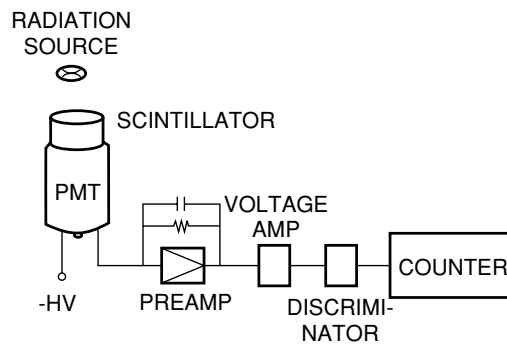 RADIATION
SOURCE
SCINTILLATOR
PMT
VOLTAGE
AMP
COUNTER
-HV
PREAMP
DISCRIMI-
NATOR